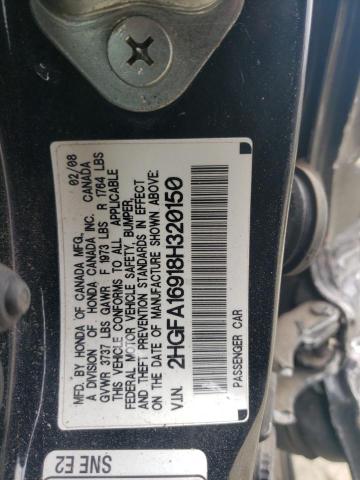 MFD. BY HONDA OF CANADA MFG., 02/08
A DIVISION OF HONDA CANADA INC. CANADA
GVWR 3737 LBS GAWR F 1973 LBS R 1764 LBS
THIS VEHICLE CONFORMS TO ALL APPLICABLE
FEDERAL MOTOR VEHICLE SAFETY, BUMPER,
AND THEFT PREVENTION STANDARDS IN EFFECT
ON THE DATE OF MANUFACTURE SHOWN ABOVE.
V.I.N. 2HGFA16918H320150
PASSENGER CAR
SNE E2